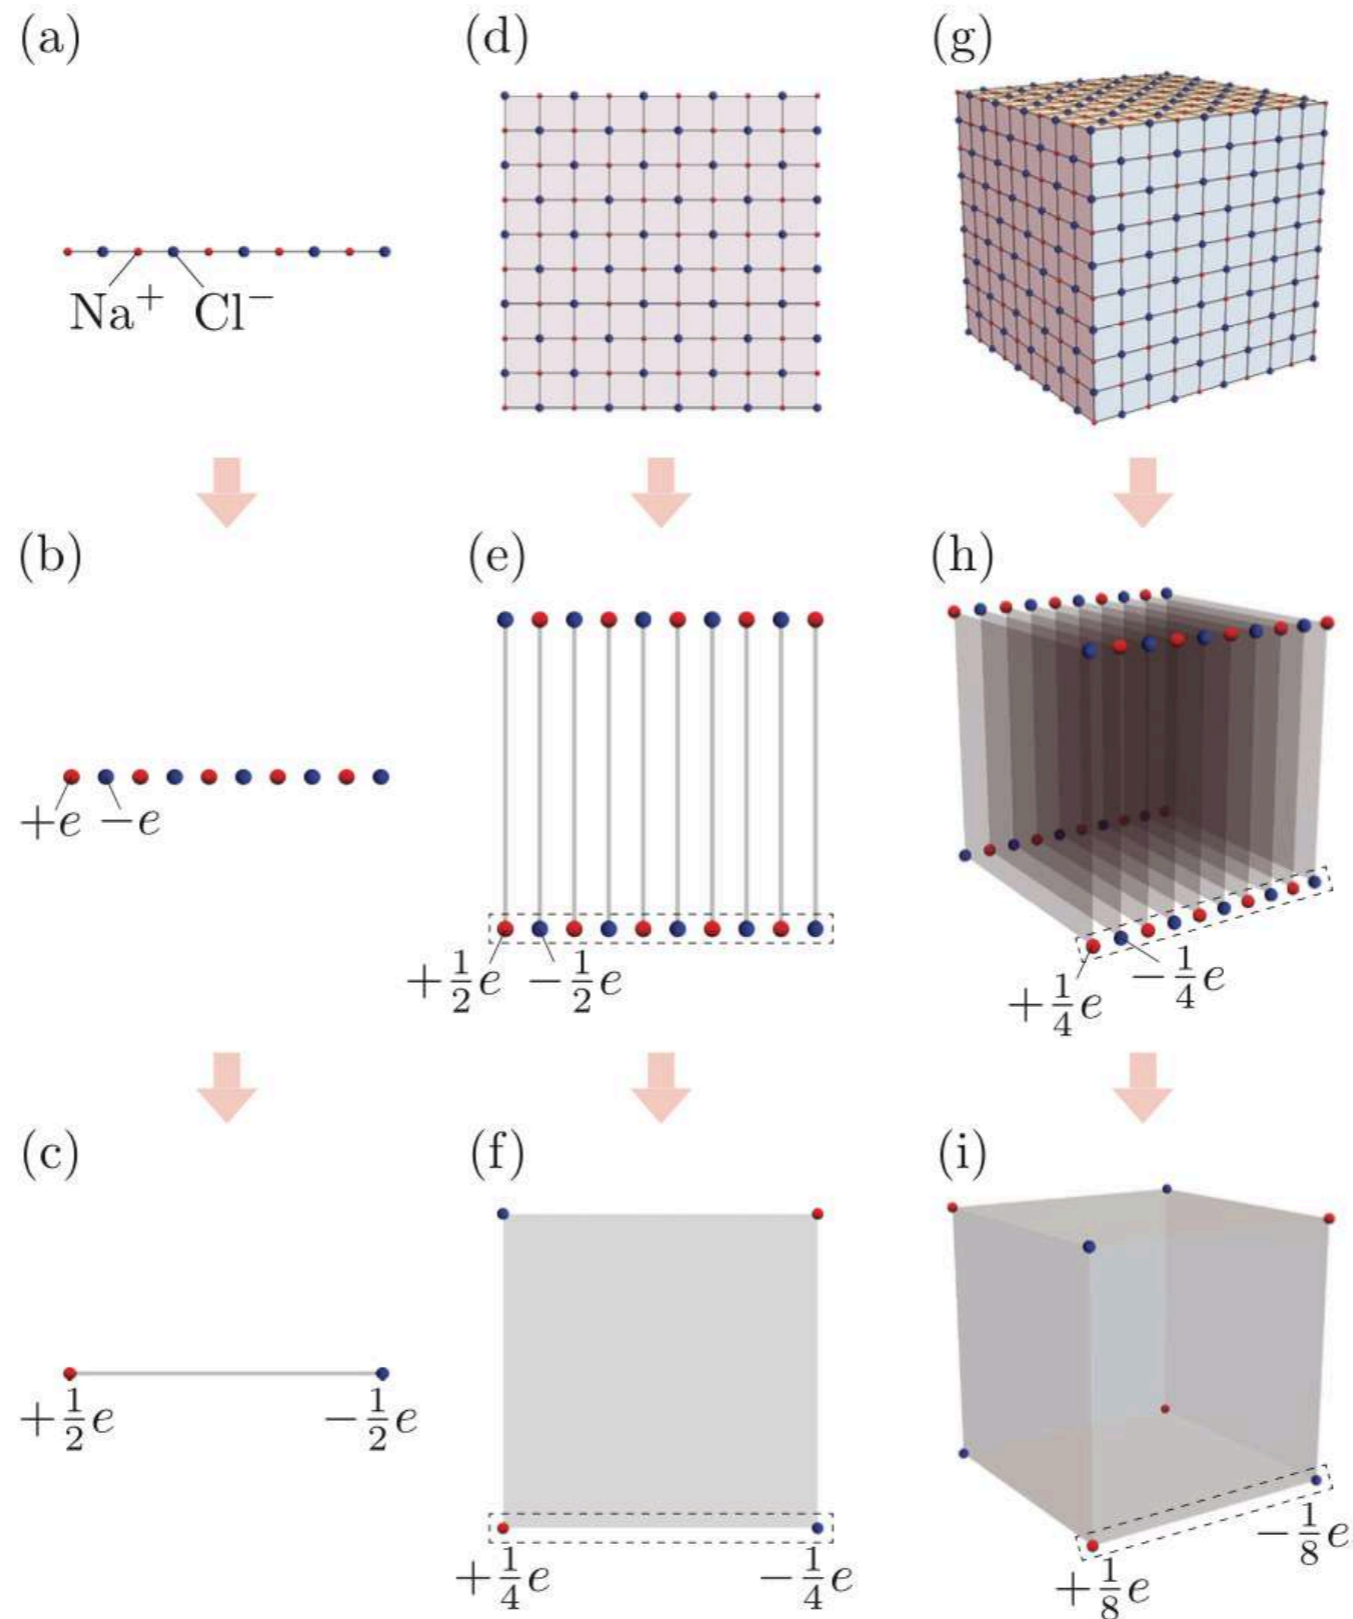 (a)
(d)
(g)
Na⁺ Cl⁻
(b)
(e)
(h)
+e −e
+½e −½e
+¼e −¼e
(c)
(f)
(i)
+½e −½e
+¼e −¼e
+⅛e −⅛e